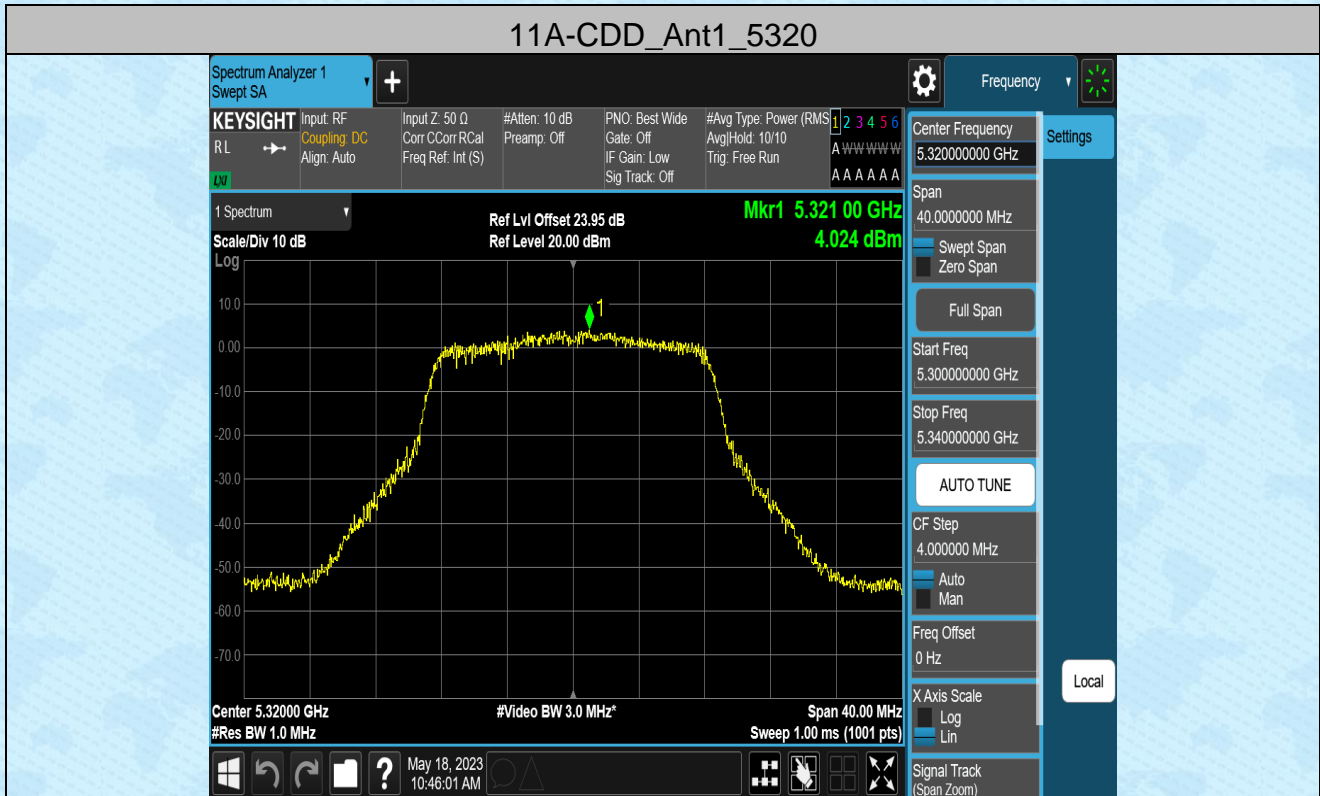 11A-CDD_Ant1_5320
Spectrum Analyzer 1
Swept SA
Frequency
KEYSIGHT
RL
LXI
Input: RF
Coupling: DC
Align: Auto
Input Z: 50 Ω
Corr CCorr RCal
Freq Ref: Int (S)
#Atten: 10 dB
Preamp: Off
PNO: Best Wide
Gate: Off
IF Gain: Low
Sig Track: Off
#Avg Type: Power (RMS
Avg|Hold: 10/10
Trig: Free Run
1 2 3 4 5 6
A W W W W W
A A A A A A
1 Spectrum
Scale/Div 10 dB
Ref Lvl Offset 23.95 dB
Ref Level 20.00 dBm
Mkr1 5.321 00 GHz
4.024 dBm
Log
1
10.0
0.00
-10.0
-20.0
-30.0
-40.0
-50.0
-60.0
-70.0
Center 5.32000 GHz
#Video BW 3.0 MHz*
Span 40.00 MHz
#Res BW 1.0 MHz
Sweep 1.00 ms (1001 pts)
?
May 18, 2023
10:46:01 AM
Center Frequency
5.320000000 GHz
Settings
Span
40.0000000 MHz
Swept Span
Zero Span
Full Span
Start Freq
5.300000000 GHz
Stop Freq
5.340000000 GHz
AUTO TUNE
CF Step
4.000000 MHz
Auto
Man
Freq Offset
0 Hz
X Axis Scale
Log
Lin
Local
Signal Track
(Span Zoom)